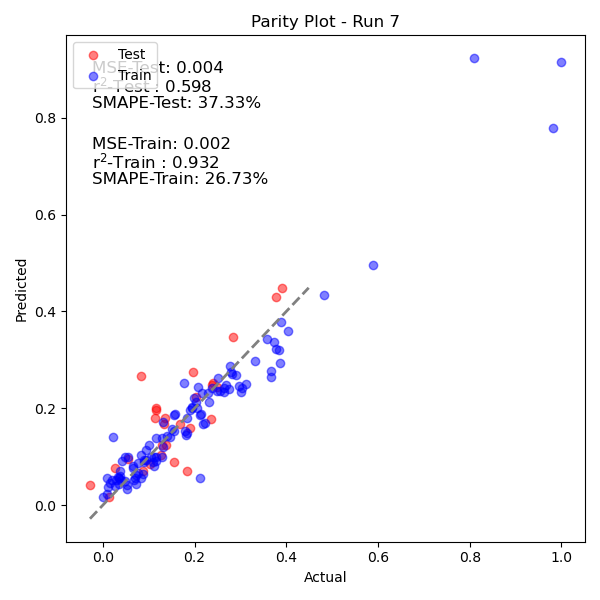 Parity Plot - Run 7
Test
Train
MSE-Test: 0.004
r²-Test : 0.598
SMAPE-Test: 37.33%
MSE-Train: 0.002
r²-Train : 0.932
SMAPE-Train: 26.73%
Predicted
0.8
0.6
0.4
0.2
0.0
0.0 0.2 0.4 0.6 0.8 1.0
Actual